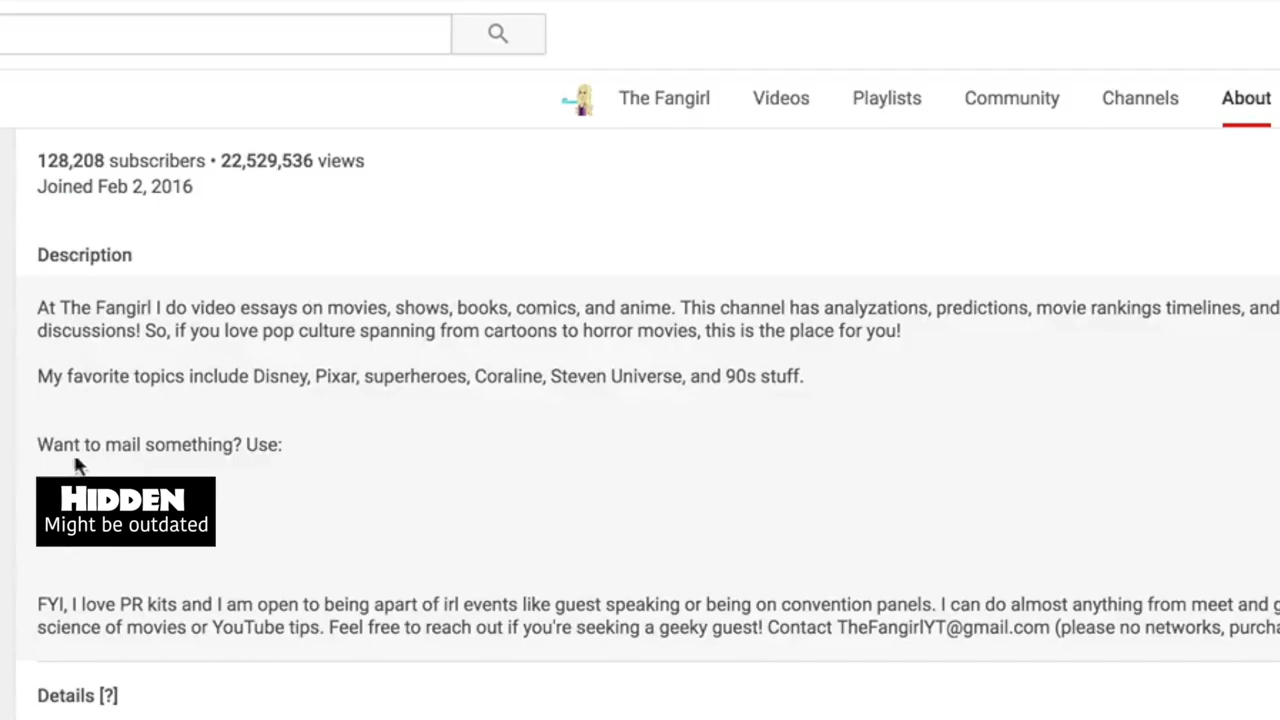 The Fangirl
Videos
Playlists
Community
Channels
About
128,208 subscribers • 22,529,536 views
Joined Feb 2, 2016
Description
At The Fangirl I do video essays on movies, shows, books, comics, and anime. This channel has analyzations, predictions, movie rankings timelines, and
discussions! So, if you love pop culture spanning from cartoons to horror movies, this is the place for you!
My favorite topics include Disney, Pixar, superheroes, Coraline, Steven Universe, and 90s stuff.
Want to mail something? Use:
HIDDEN
Might be outdated
FYI, I love PR kits and I am open to being apart of irl events like guest speaking or being on convention panels. I can do almost anything from meet and
science of movies or YouTube tips. Feel free to reach out if you're seeking a geeky guest! Contact TheFangirlYT@gmail.com (please no networks,
Details [?]